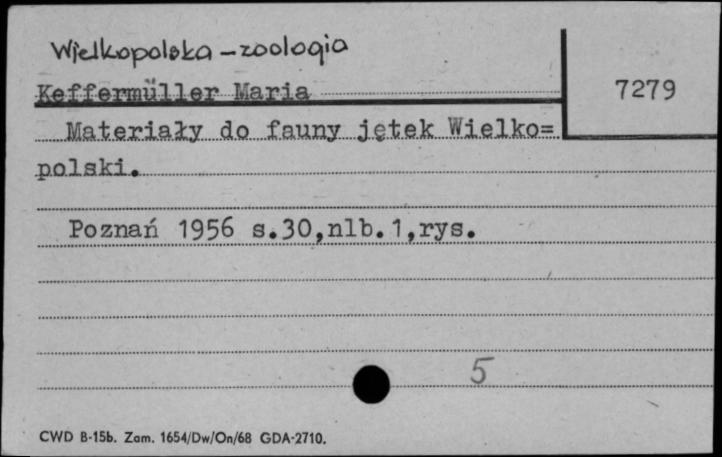 Wielkopolska – zoologia
Keffermüller Maria
7279
Materiały do fauny jętek Wielko=
polski.
Poznań 1956 s.30,nlb.1,rys.
5
CWD B-15b. Zam. 1654/Dw/On/68 GDA-2710.